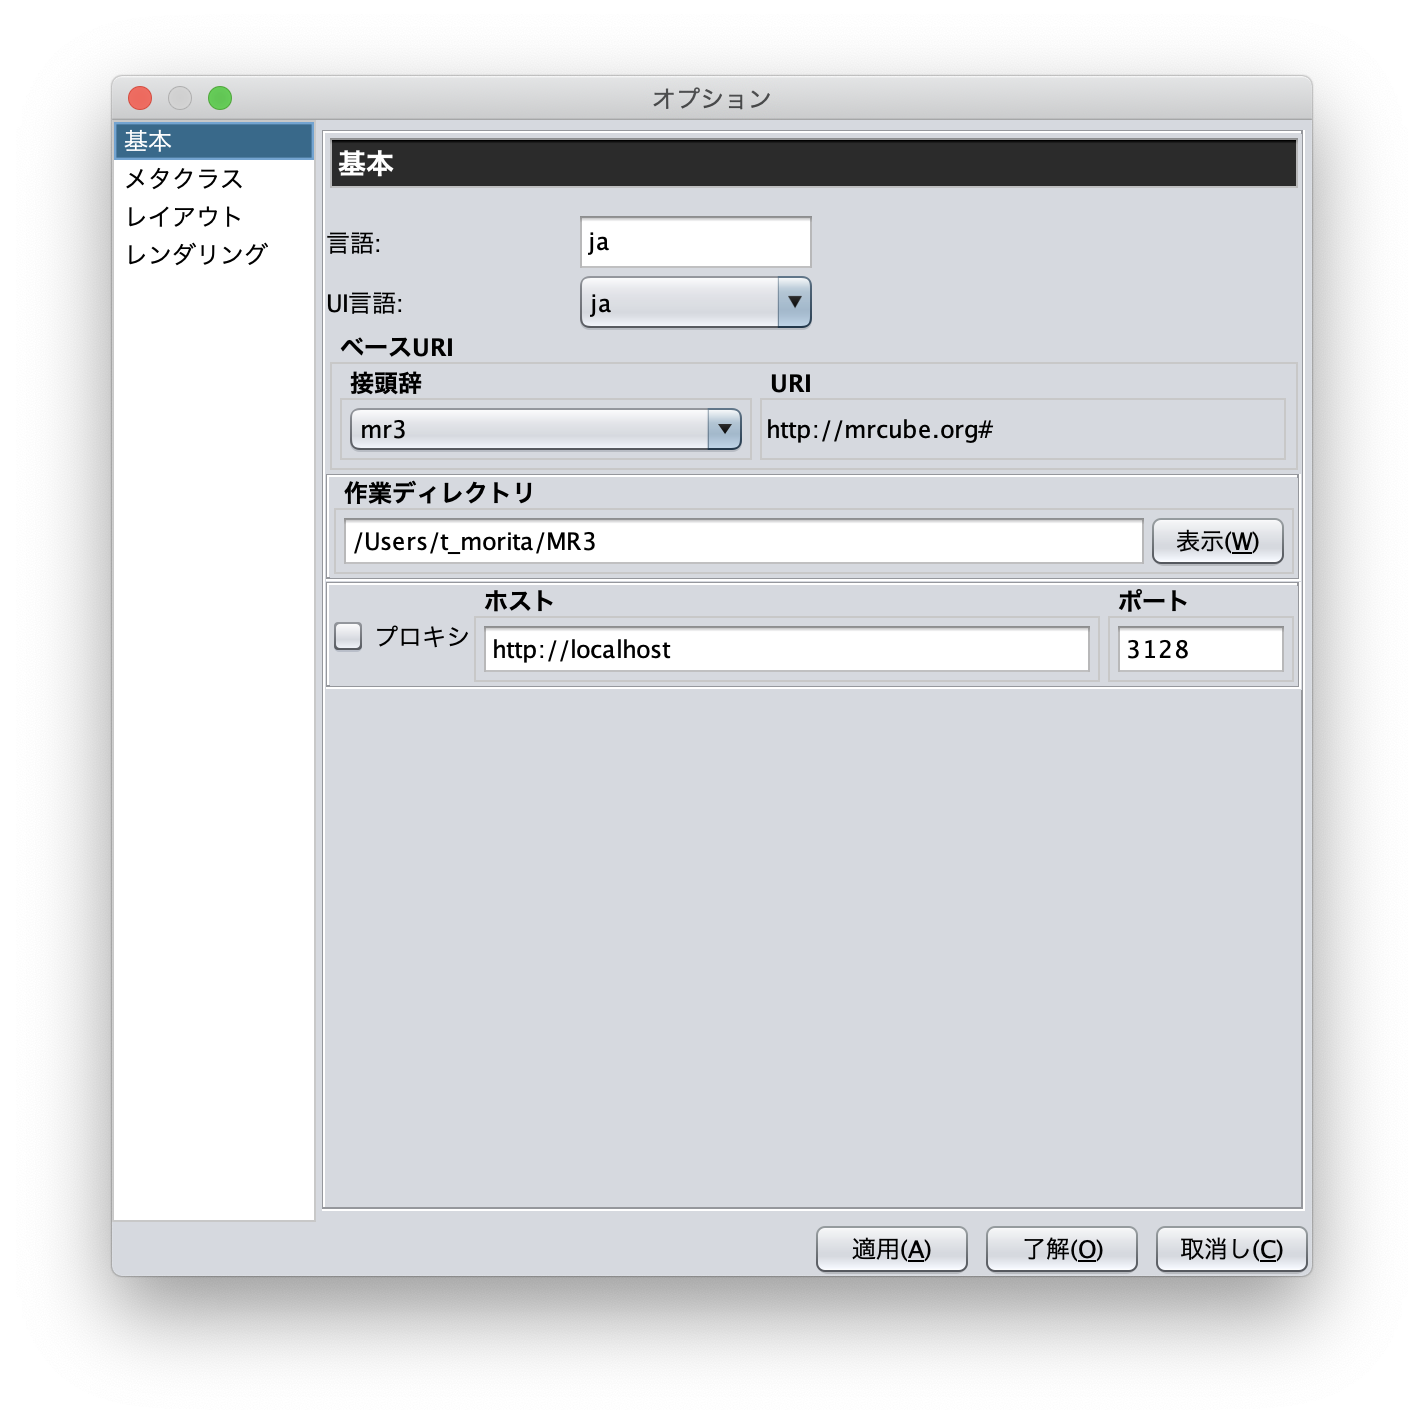 オプション
基本
メタクラス
レイアウト
レンダリング
基本
言語: ja
UI言語: ja
ベースURI
接頭辞 URI
mr3 http://mrcube.org#
作業ディレクトリ
/Users/t_morita/MR3 表示(W)
ホスト ポート
プロキシ http://localhost 3128
適用(A) 了解(O) 取消し(C)